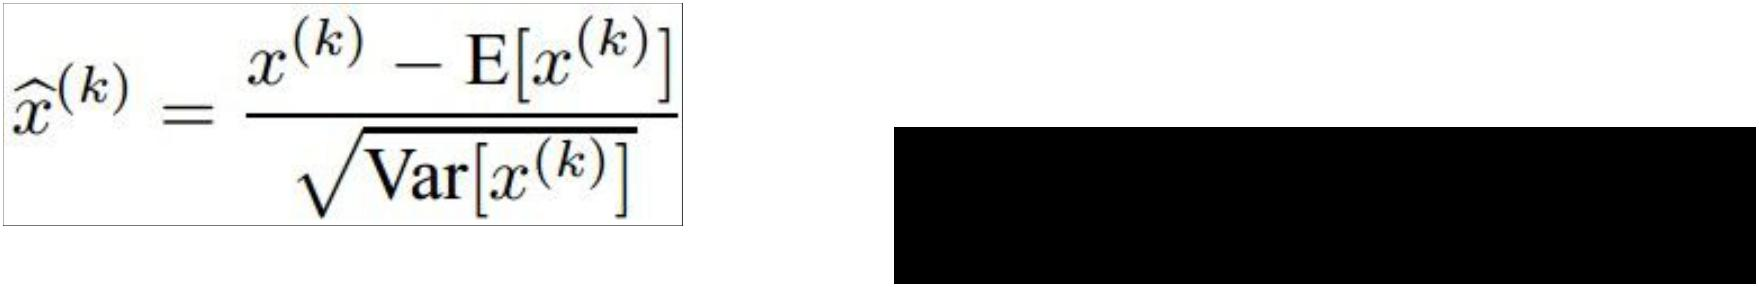 x̂^(k) = (x^(k) − E[x^(k)]) / √(Var[x^(k)])